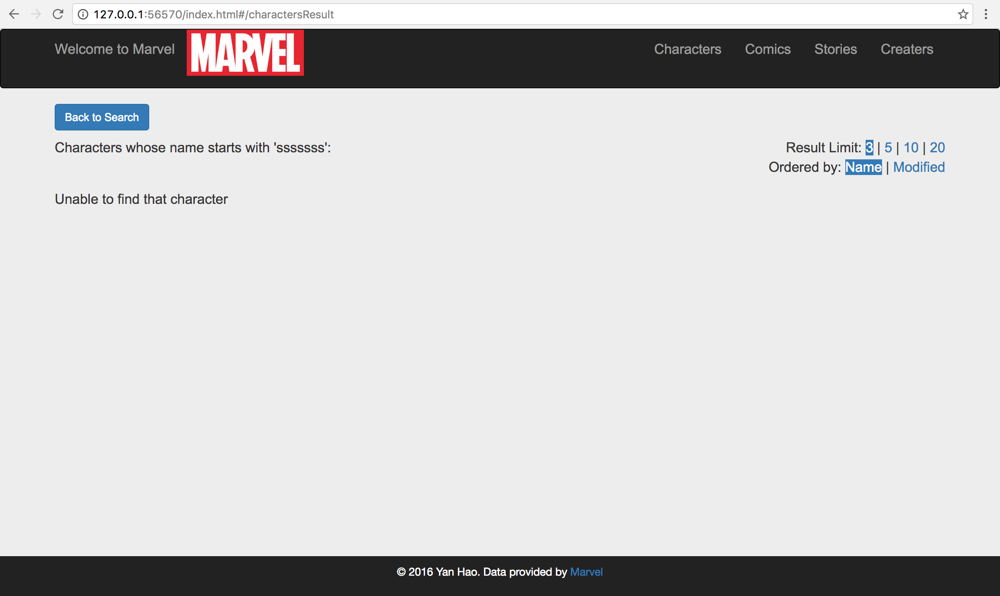 127.0.0.1:56570/index.html#/charactersResult
Welcome to Marvel MARVEL Characters Comics Stories Creaters
Back to Search
Characters whose name starts with 'sssssss': Result Limit: 3 | 5 | 10 | 20
Ordered by: Name | Modified
Unable to find that character
© 2016 Yan Hao. Data provided by Marvel